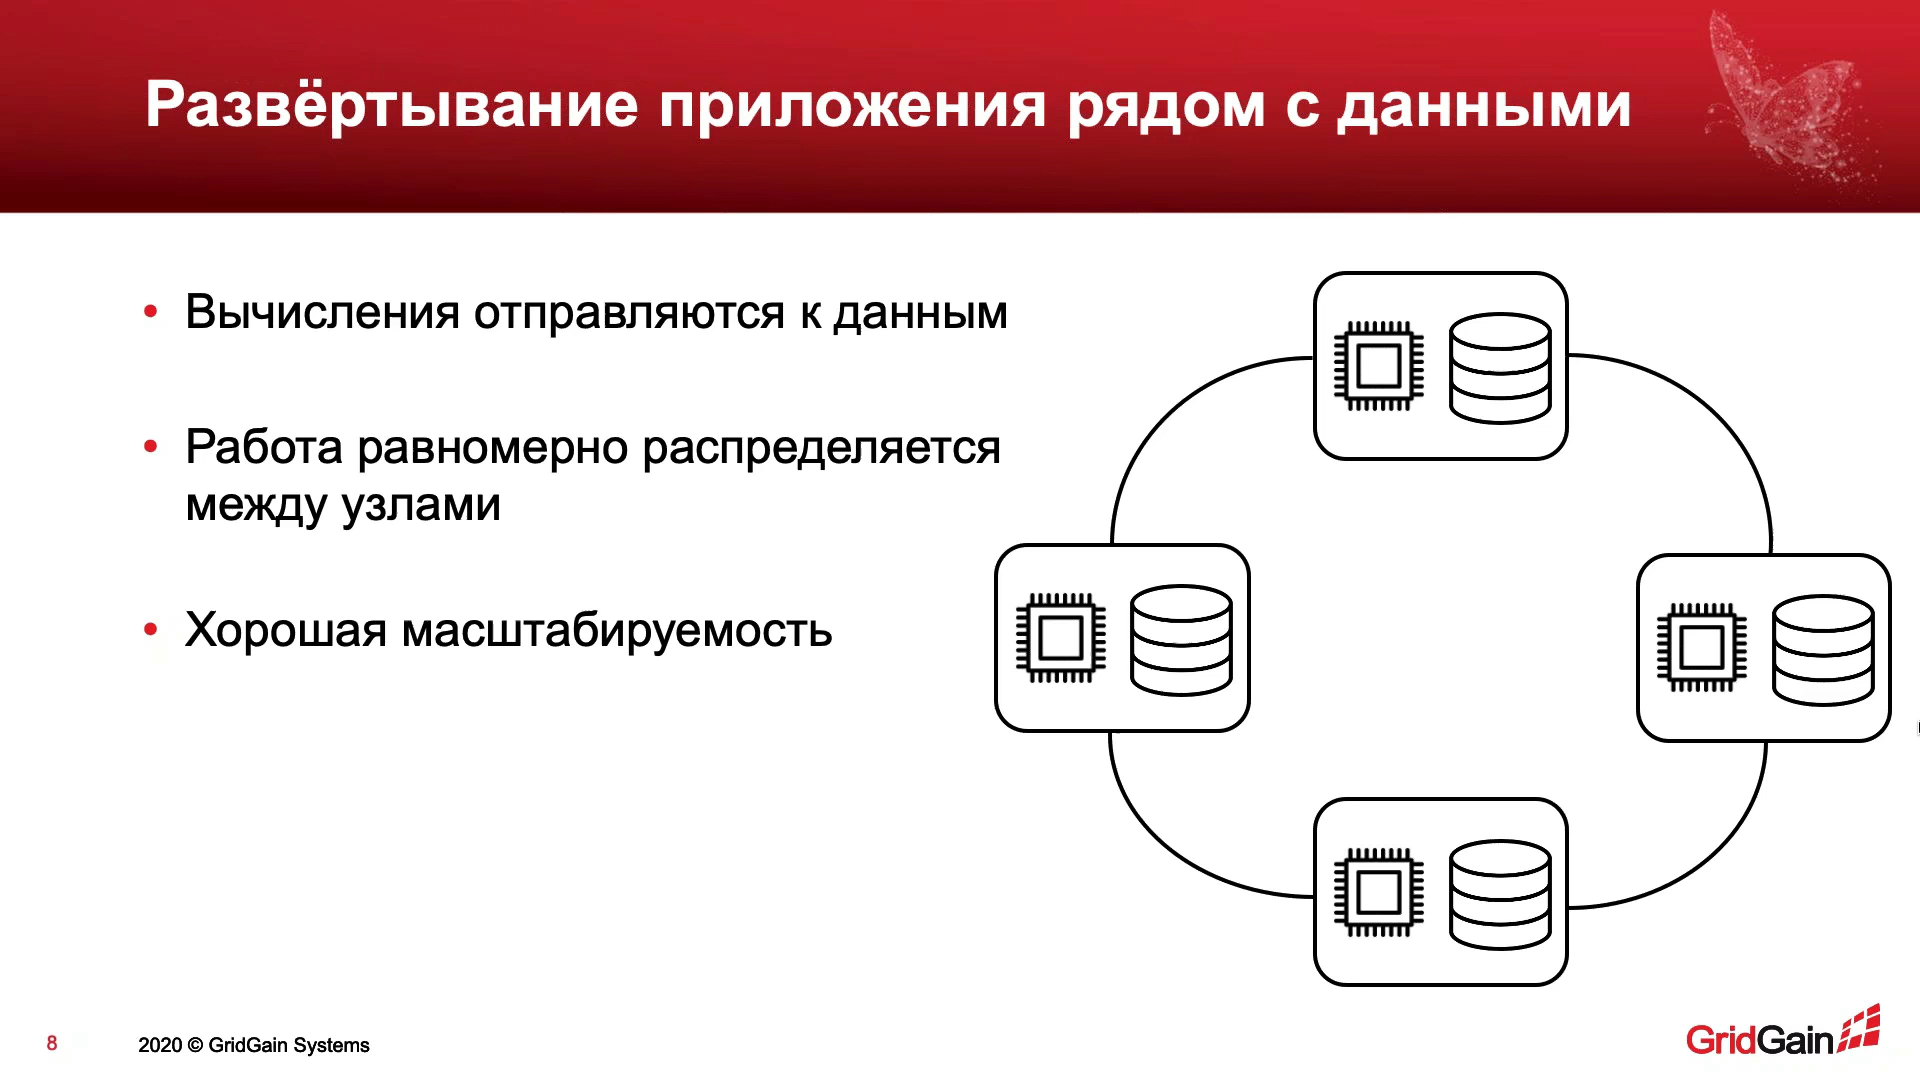 Развёртывание приложения рядом с данными
• Вычисления отправляются к данным
• Работа равномерно распределяется
между узлами
• Хорошая масштабируемость
8
2020 © GridGain Systems
GridGain